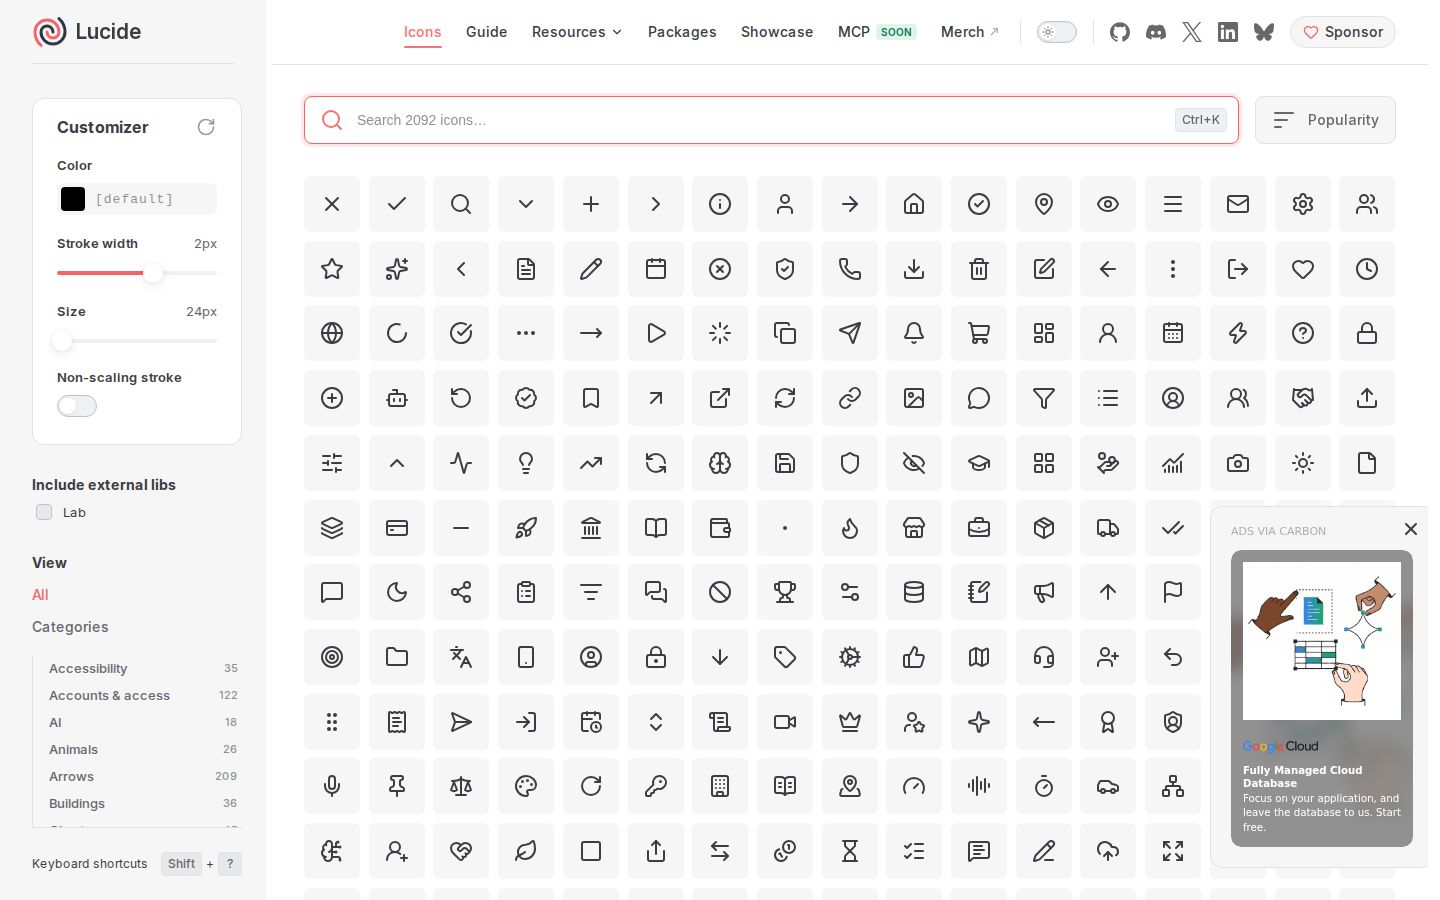 Lucide
Icons
Guide
Resources
Packages
Showcase
MCP SOON
Merch
Sponsor
Customizer
Color
[default]
Stroke width 2px
Size 24px
Non-scaling stroke
Include external libs
Lab
View
All
Categories
Accessibility 35
Accounts & access 122
AI 18
Animals 26
Arrows 209
Buildings 36
Keyboard shortcuts Shift + ?
Search 2092 icons...
Ctrl+K
Popularity
ADS VIA CARBON
Google Cloud
Fully Managed Cloud
Database
Focus on your application, and
leave the database to us. Start
free.